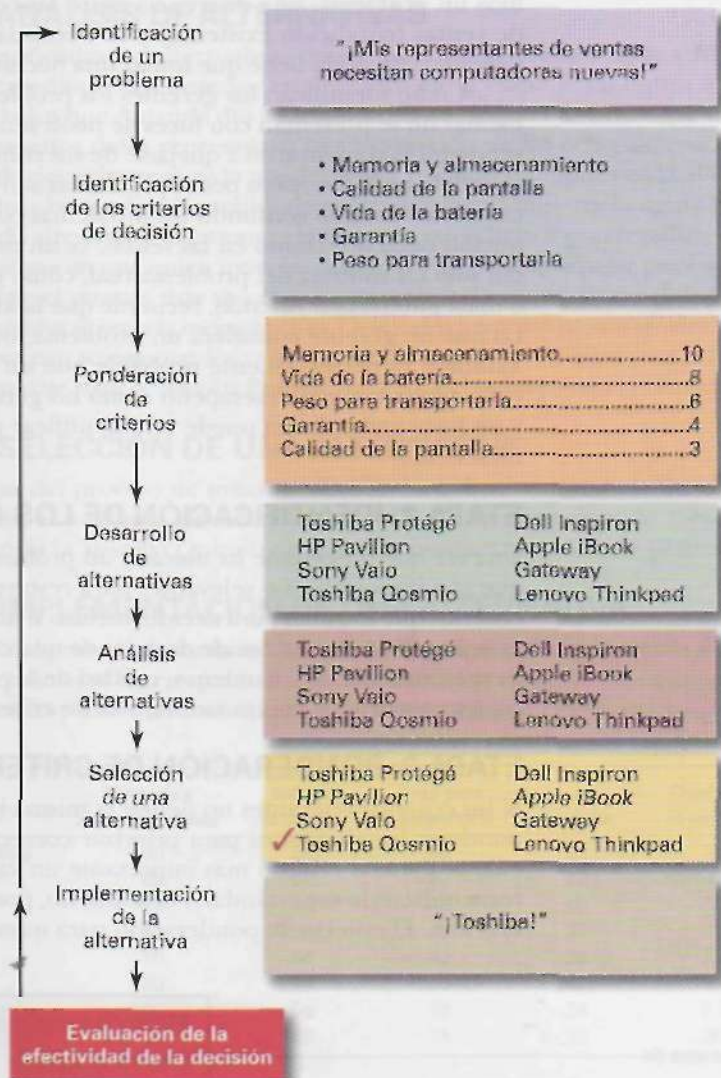 Identificación
de un
problema
"¡Mis representantes de ventas
necesitan computadoras nuevas!"
Identificación
de los criterios
de decisión
• Memoria y almacenamiento
• Calidad de la pantalla
• Vida de la batería
• Garantía
• Peso para transportarla
Ponderación
de
criterios
Memoria y almacenamiento....................10
Vida de la batería....................8
Peso para transportarla....................6
Garantía....................4
Calidad de la pantalla....................3
Desarrollo
de
alternativas
Toshiba Protégé Dell Inspiron
HP Pavilion Apple iBook
Sony Vaio Gateway
Toshiba Qosmio Lenovo Thinkpad
Análisis
de
alternativas
Toshiba Protégé Dell Inspiron
HP Pavilion Apple iBook
Sony Vaio Gateway
Toshiba Qosmio Lenovo Thinkpad
Selección
de una
alternativa
Toshiba Protégé Dell Inspiron
HP Pavilion Apple iBook
Sony Vaio Gateway
✓ Toshiba Qosmio Lenovo Thinkpad
Implementación
de la
alternativa
"¡Toshiba!"
Evaluación de la
efectividad de la decisión